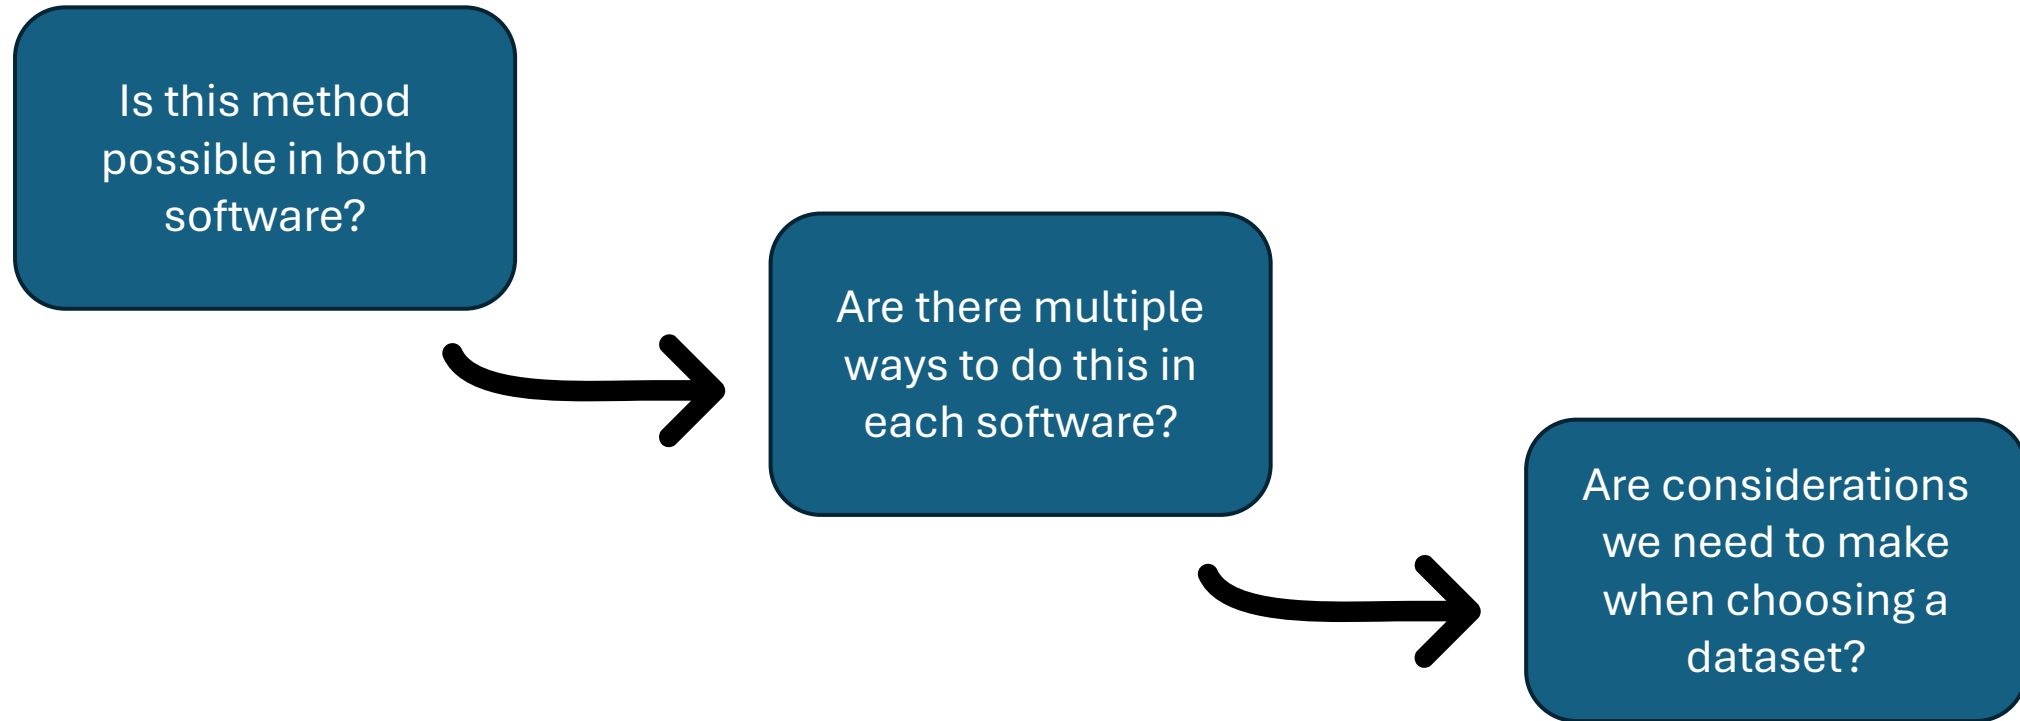 Is this method
possible in both
software?
Are there multiple
ways to do this in
each software?
Are considerations
we need to make
when choosing a
dataset?